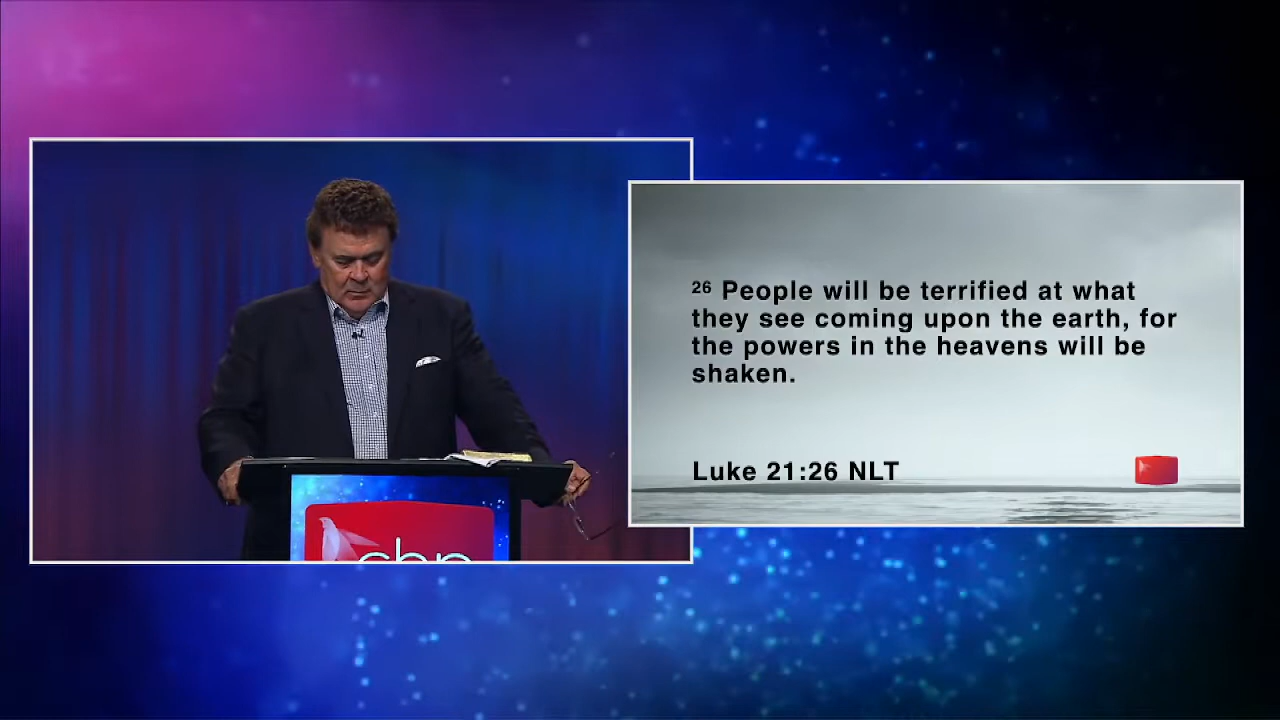 26 People will be terrified at what
they see coming upon the earth, for
the powers in the heavens will be
shaken.
Luke 21:26 NLT